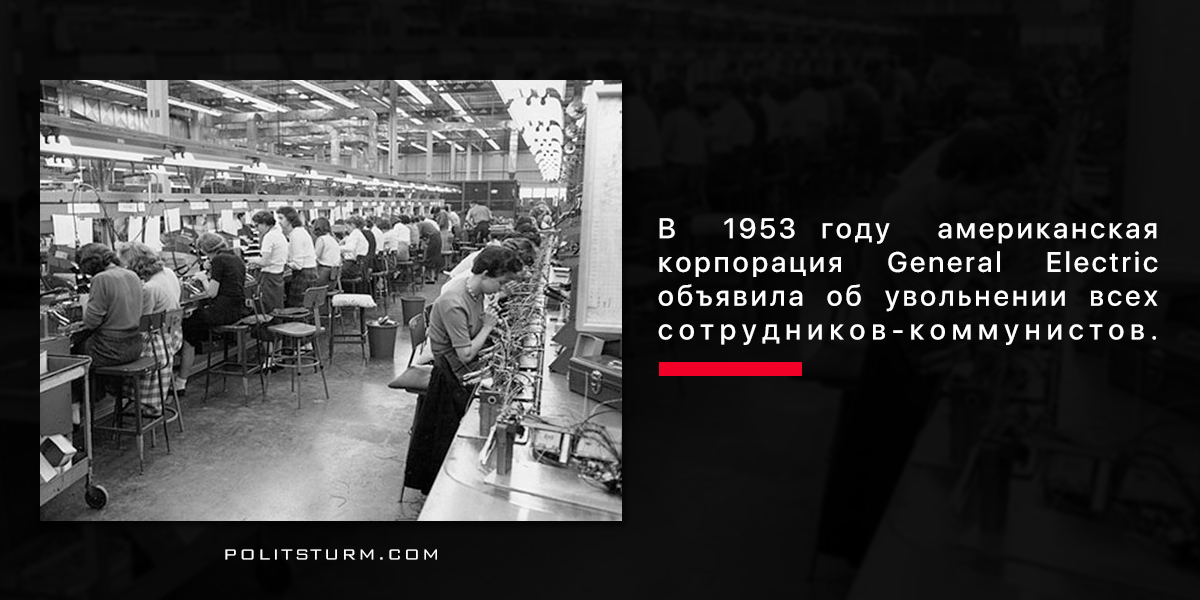 В 1953 году американская
корпорация General Electric
объявила об увольнении всех
сотрудников-коммунистов.
POLITSTURM.COM